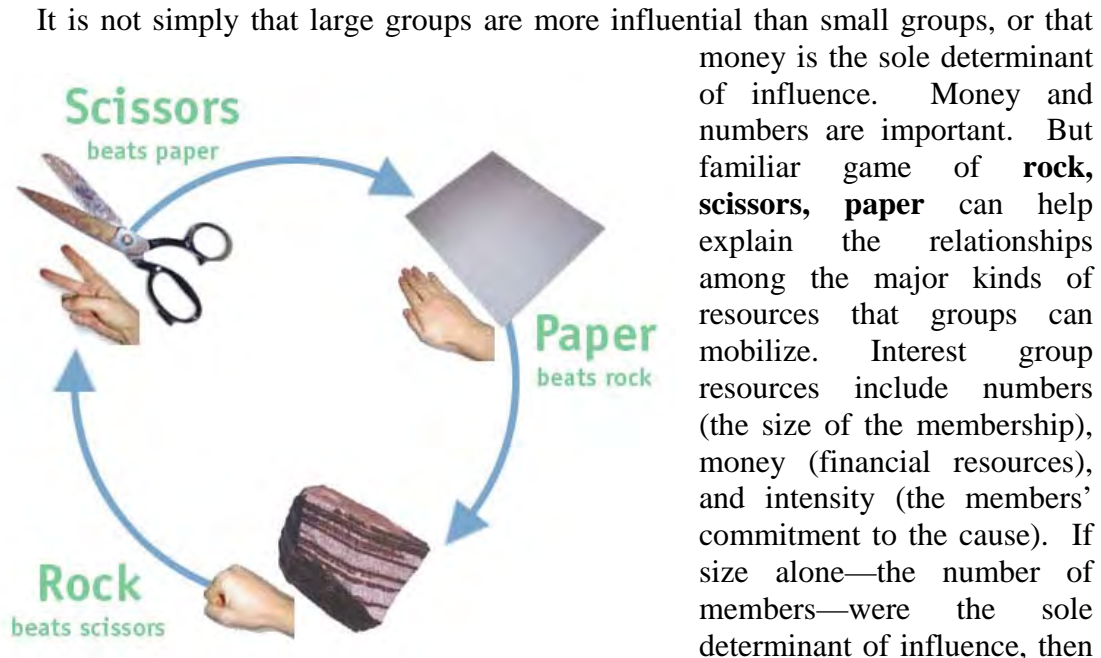 It is not simply that large groups are more influential than small groups, or that
money is the sole determinant
of influence. Money and
numbers are important. But
familiar game of rock,
scissors, paper can help
explain the relationships
among the major kinds of
resources that groups can
mobilize. Interest group
resources include numbers
(the size of the membership),
money (financial resources),
and intensity (the members’
commitment to the cause). If
size alone—the number of
members—were the sole
determinant of influence, then
Scissors
beats paper
Paper
beats rock
Rock
beats scissors